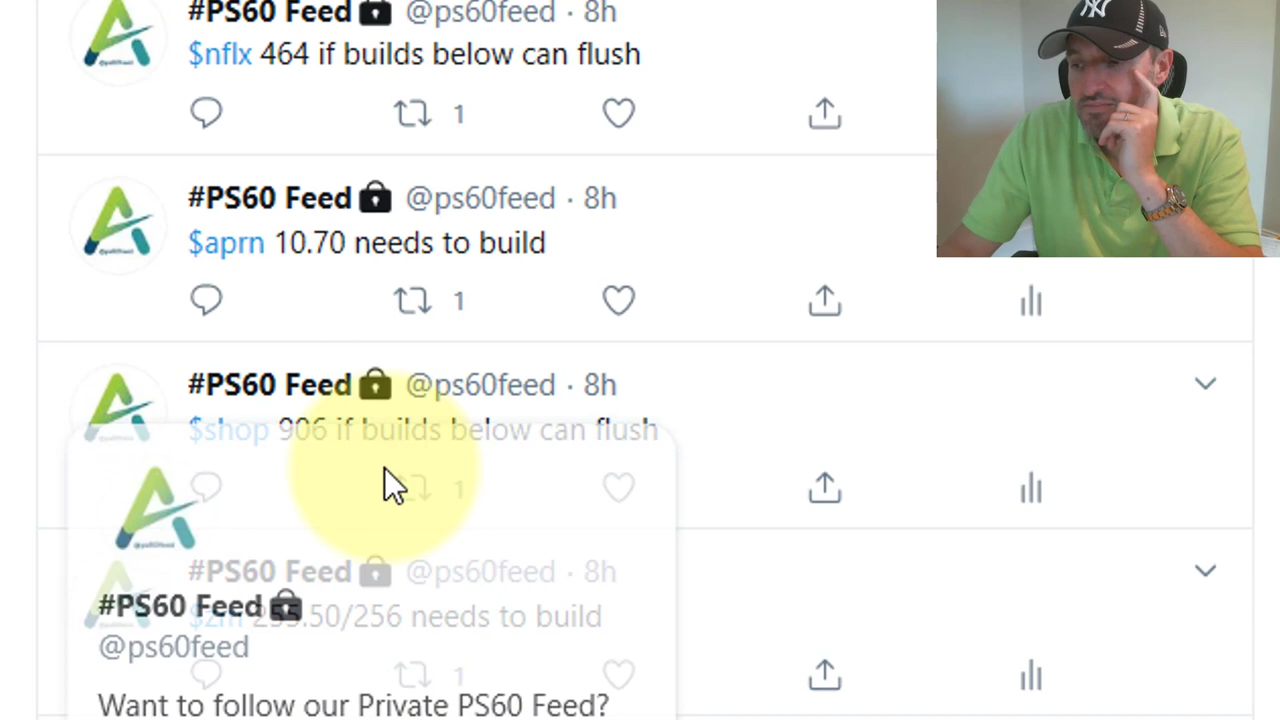 #PS60 Feed @ps60feed · 8h
$nflx 464 if builds below can flush
1
#PS60 Feed @ps60feed · 8h
$aprn 10.70 needs to build
1
#PS60 Feed @ps60feed · 8h
$shop 906 if builds below can flush
1
#PS60 Feed @ps60feed · 8h
$zm 255.50/256 needs to build
1
#PS60 Feed
@ps60feed
Want to follow our Private PS60 Feed?